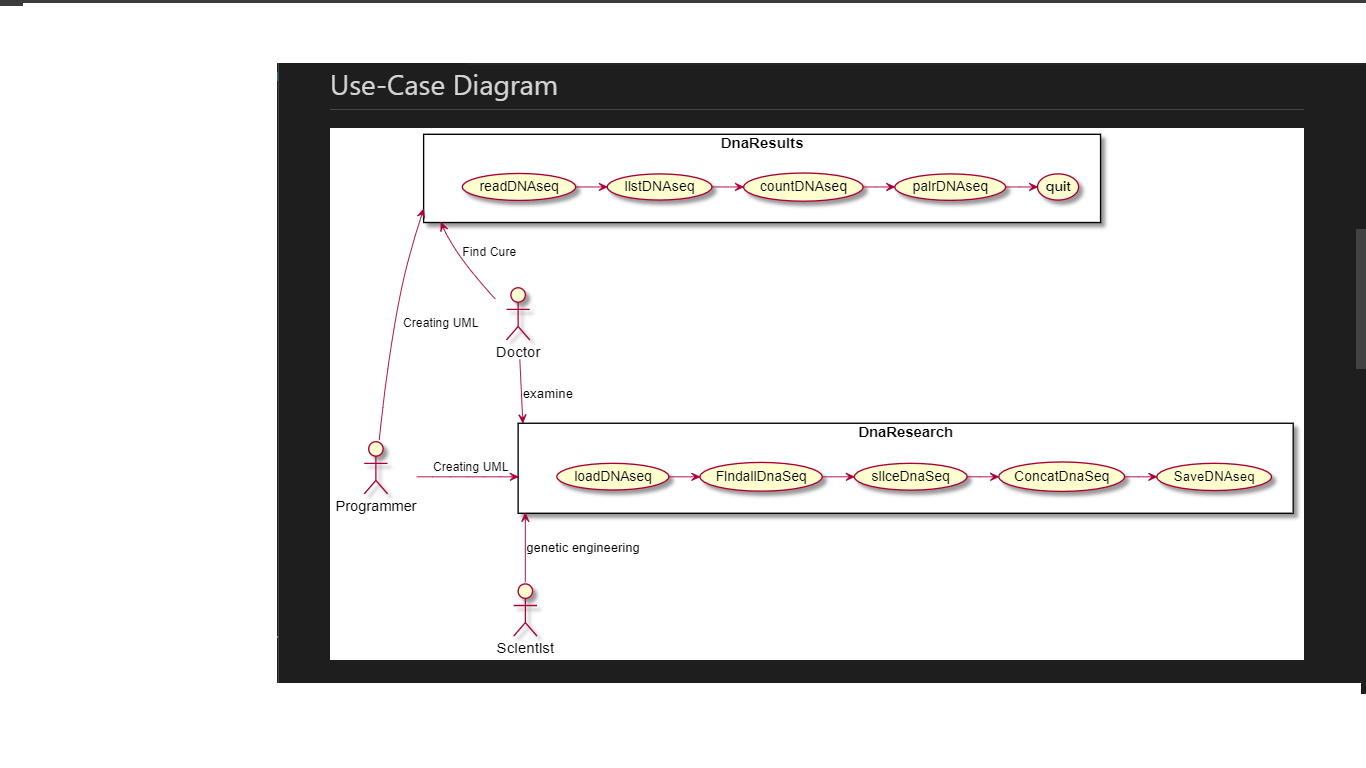 Use-Case Diagram
DnaResults
readDNAseq
listDNAseq
countDNAseq
pairDNAseq
quit
Find Cure
Creating UML
Doctor
examine
DnaResearch
Creating UML
loadDNAseq
FindallDnaSeq
sliceDnaSeq
ConcatDnaSeq
SaveDNAseq
Programmer
genetic engineering
Scientist